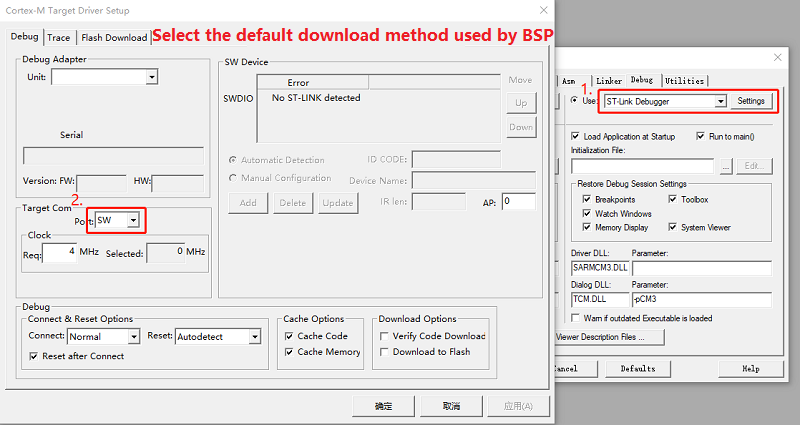 Cortex-M Target Driver Setup
Debug Trace Flash Download
Select the default download method used by BSP
Debug Adapter
Unit:
Serial
Version: FW: HW:
Target Com
2.
Port: SW
Clock
Req: 4 MHz Selected: 0 MHz
SW Device
Error
SWDIO No ST-LINK detected
Move
Up
Down
Automatic Detection
Manual Configuration
ID CODE:
Device Name:
Add Delete Update
IR len:
AP: 0
Debug
Connect & Reset Options
Connect: Normal Reset: Autodetect
Reset after Connect
Cache Options
Cache Code
Cache Memory
Download Options
Verify Code Download
Download to Flash
确定 取消 应用(A)
Asm Linker Debug Utilities
1.
Use: ST-Link Debugger Settings
Load Application at Startup Run to main()
Initialization File:
... Edit...
Restore Debug Session Settings
Breakpoints Toolbox
Watch Windows
Memory Display System Viewer
Driver DLL: Parameter:
SARMCM3.DLL
Dialog DLL: Parameter:
TCM.DLL -pCM3
Warn if outdated Executable is loaded
Viewer Description Files ...
Cancel Defaults Help